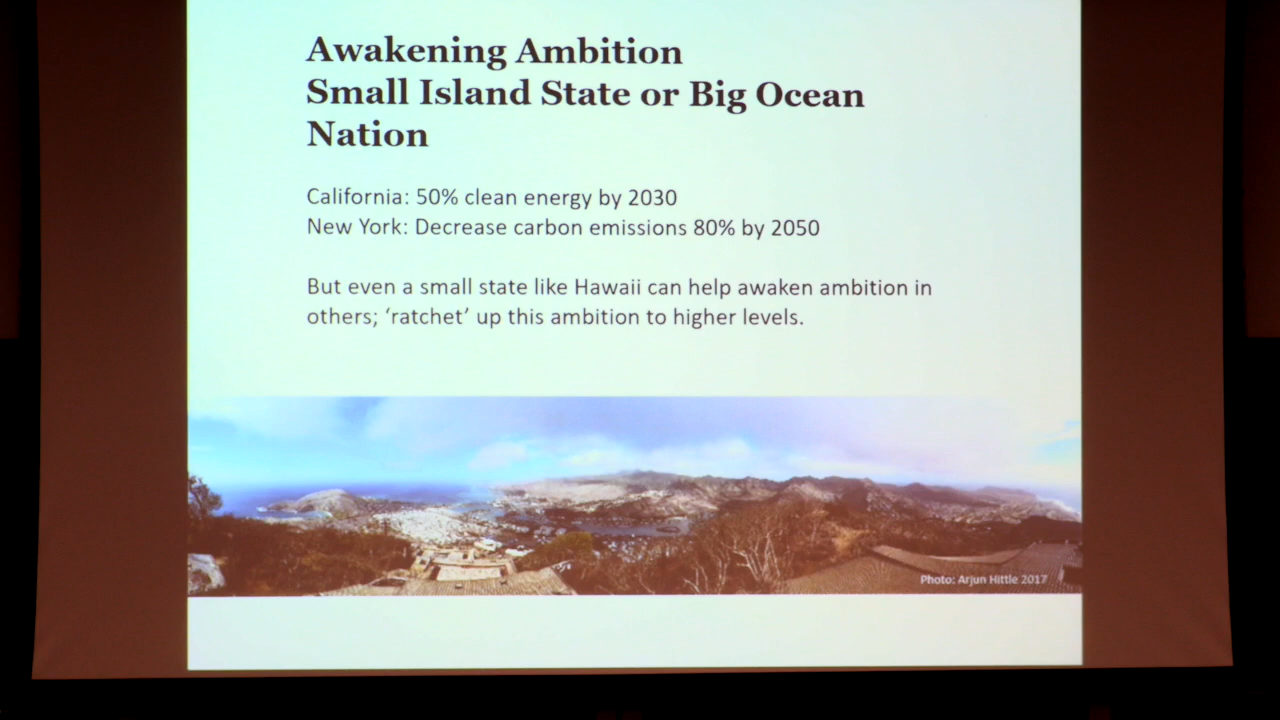 Awakening Ambition
Small Island State or Big Ocean
Nation
California: 50% clean energy by 2030
New York: Decrease carbon emissions 80% by 2050
But even a small state like Hawaii can help awaken ambition in
others; ‘ratchet’ up this ambition to higher levels.
Photo: Arjun Hittle 2017